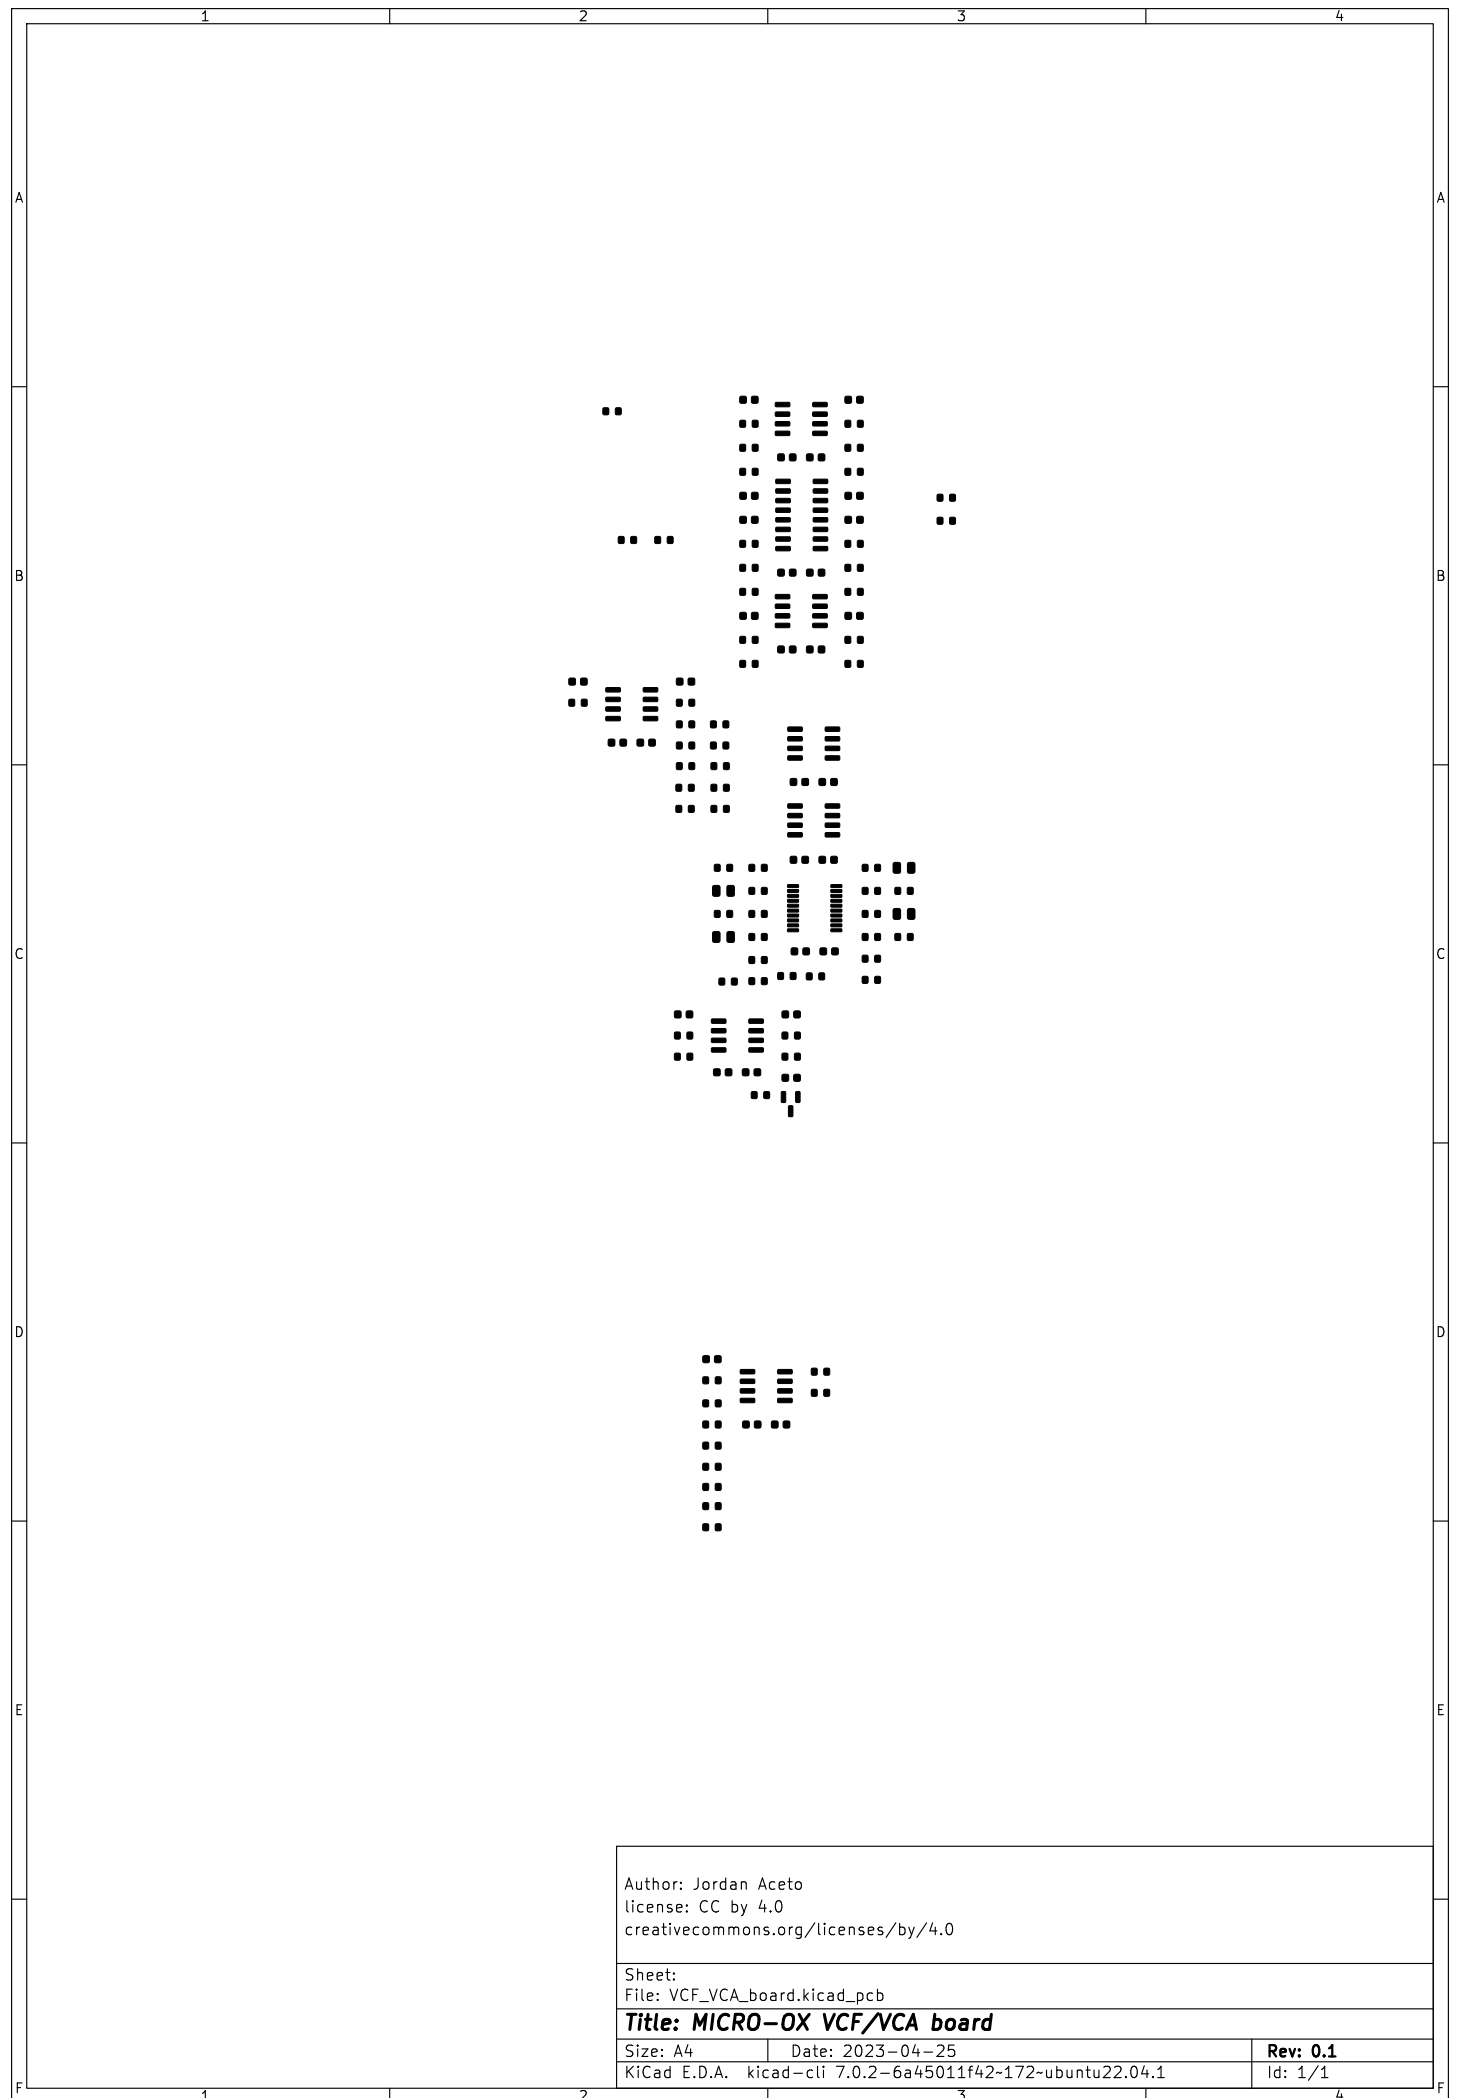 1 2 3 4
A A
B B
C C
D D
E E
Author: Jordan Aceto
license: CC by 4.0
creativecommons.org/licenses/by/4.0
Sheet:
File: VCF_VCA_board.kicad_pcb
Title: MICRO-OX VCF/VCA board
Size: A4 Date: 2023-04-25 Rev: 0.1
KiCad E.D.A. kicad-cli 7.0.2-6a45011f42~172~ubuntu22.04.1 Id: 1/1
F F
1 2 3 4